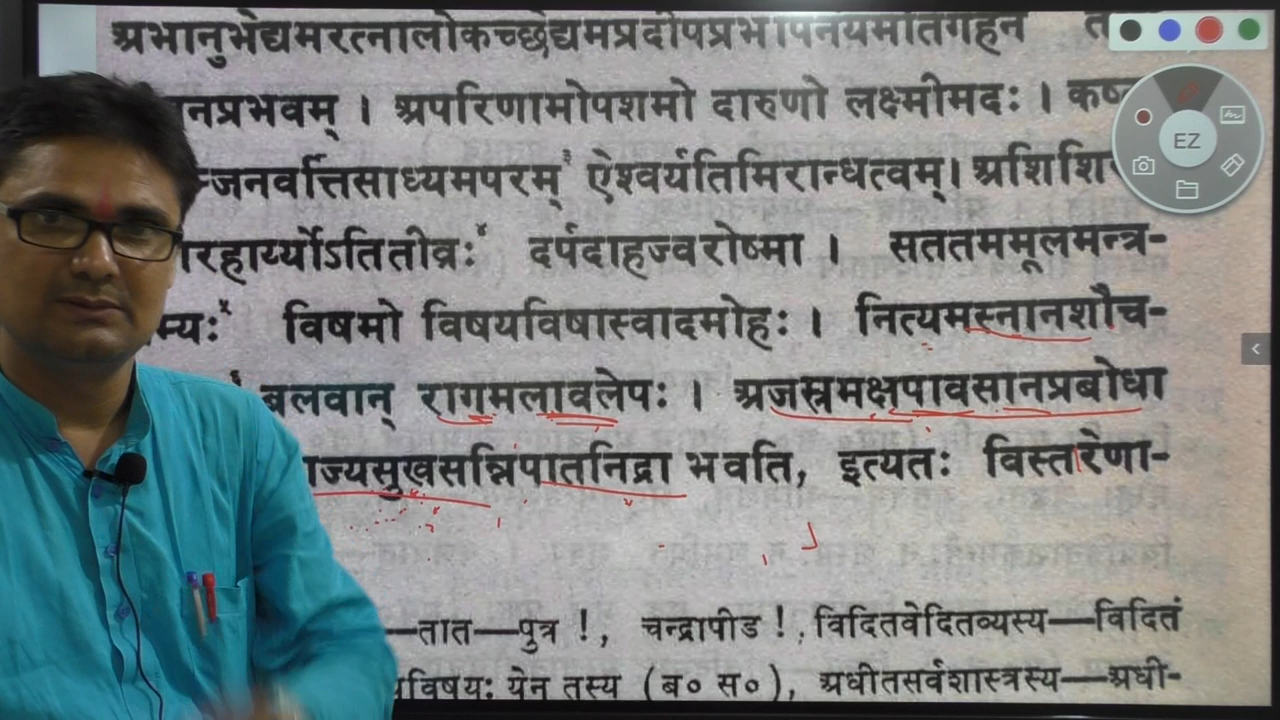 अभानुभेद्यमरत्नालोकच्छेद्यमप्रदीपप्रभापनेयमतिगहनं त
नप्रभवम् । अपरिणामोपशमो दारुणो लक्ष्मीमदः । कष्ट
ञ्जनवर्त्तिसाध्यमपरम् ऐश्वर्यतिमिरान्धत्वम्। अशिशि
रहार्य्योऽतितीव्रः दर्पदाहज्वरोष्मा । सततममूलमन्त्र-
म्यः विषमो विषयविषास्वादमोहः । नित्यमस्नानशौच-
बलवान् रागमलावलेपः । अजस्रमक्षपावसानप्रबोधा
ाज्यसुखसन्निपातनिद्रा भवति, इत्यतः विस्तरेणा-
—तात—पुत्र !, चन्द्रापीड !, विदितवेदितव्यस्य—विदितं
विषयः येन तस्य (ब० स०), अधीतसर्वशास्त्रस्य—अधी-
EZ